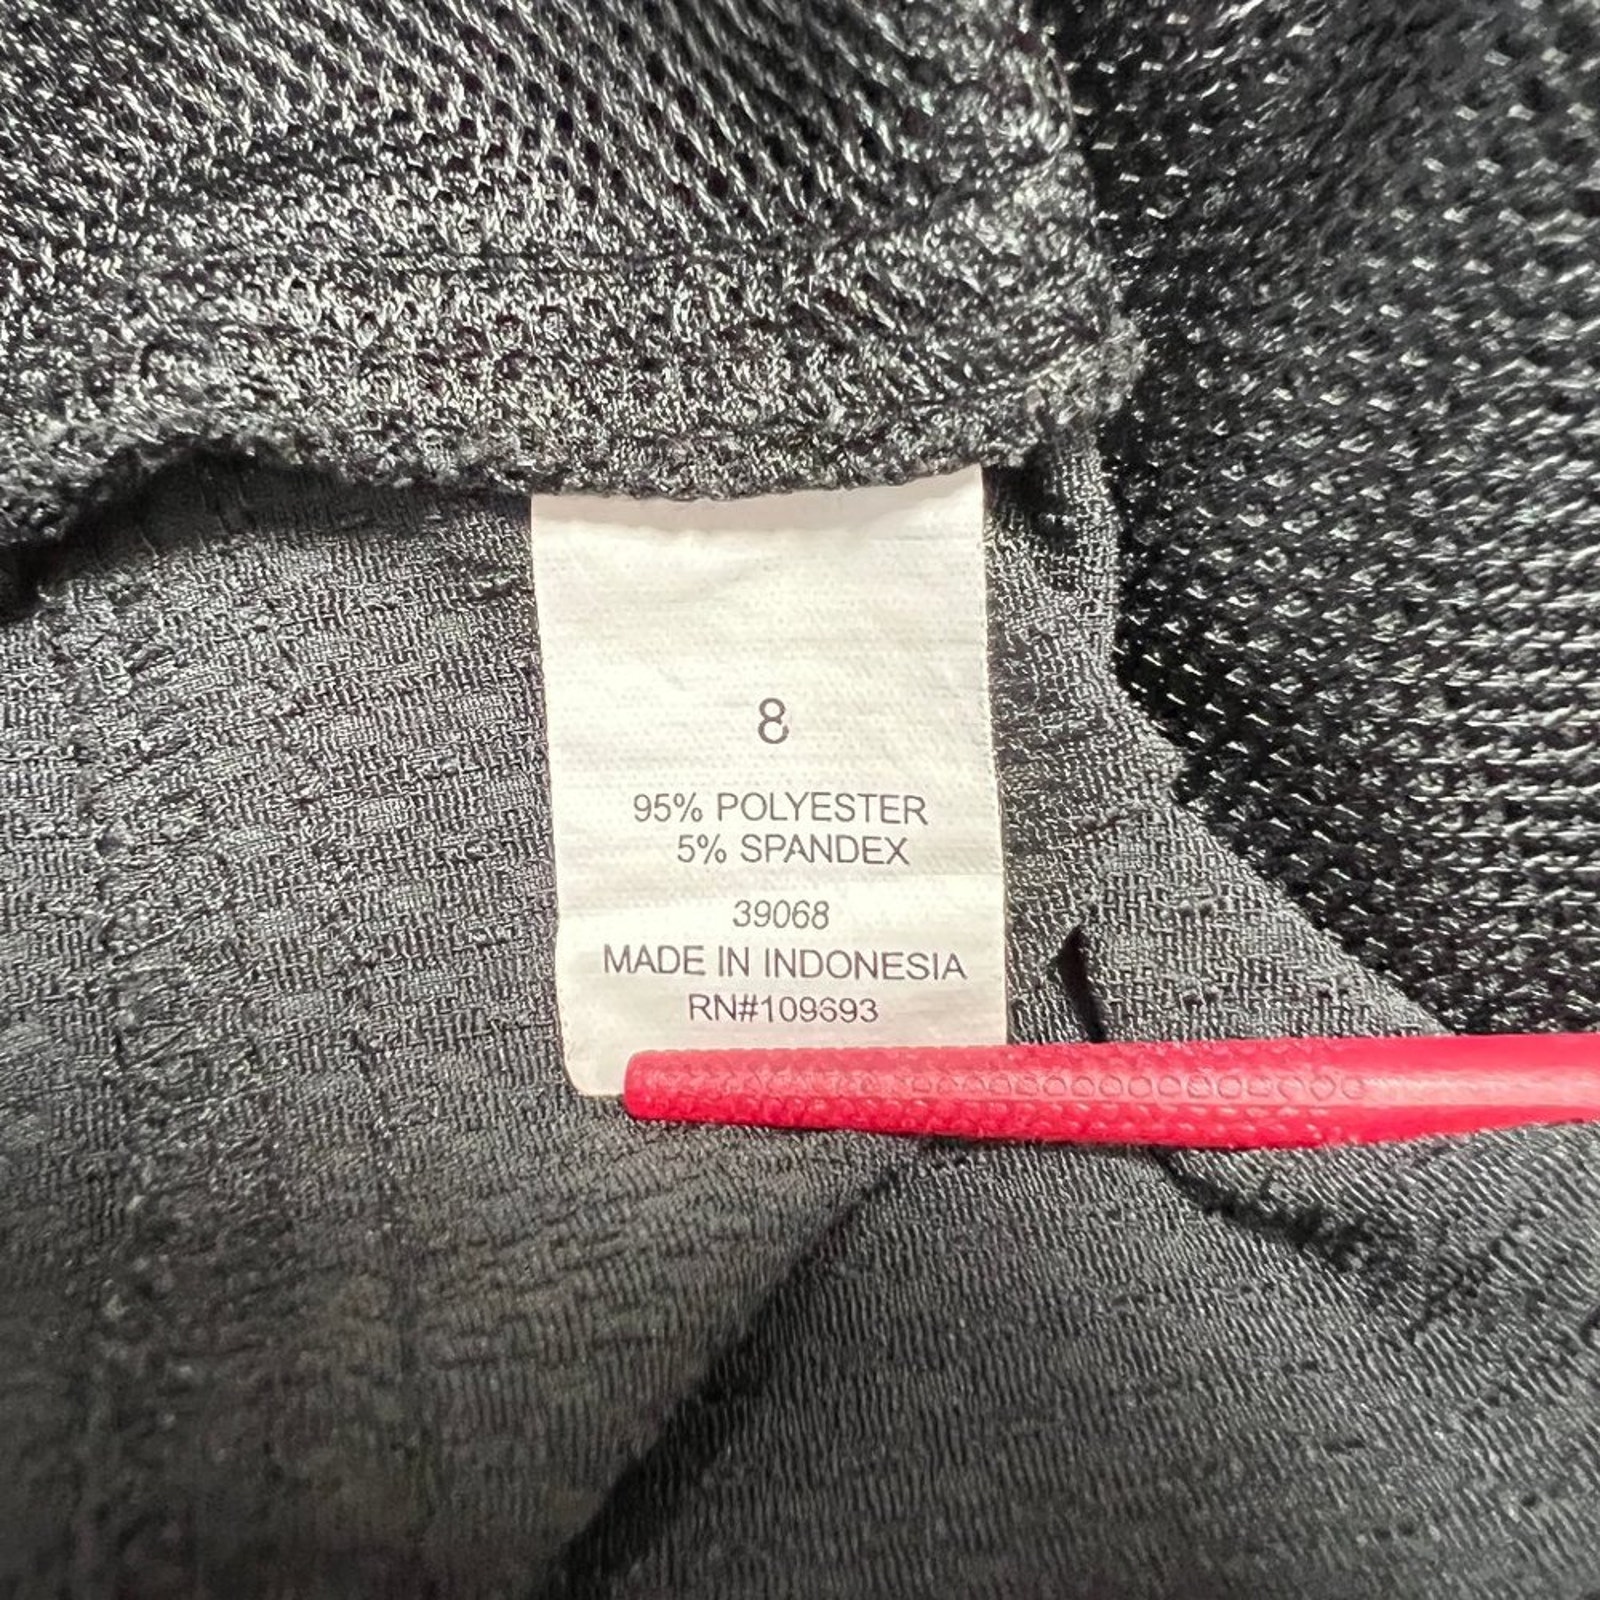 8
95% POLYESTER
5% SPANDEX
39068
MADE IN INDONESIA
RN#109693